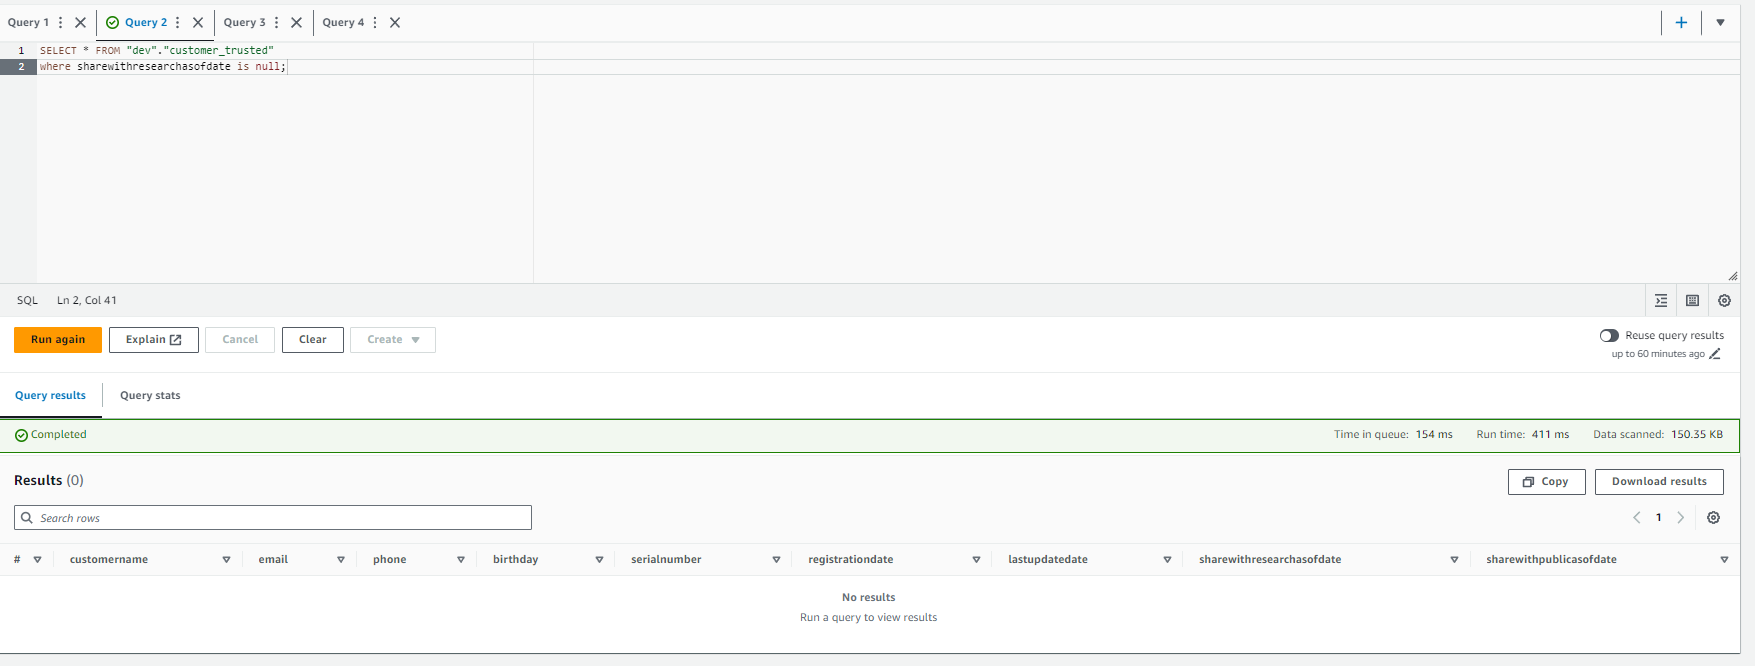 Query 1 Query 2 Query 3 Query 4
1 SELECT * FROM "dev"."customer_trusted"
2 where sharewithresearchasofdate is null;
SQL Ln 2, Col 41
Run again Explain Cancel Clear Create Reuse query results
up to 60 minutes ago
Query results Query stats
Completed Time in queue: 154 ms Run time: 411 ms Data scanned: 150.35 KB
Results (0) Copy Download results
Search rows 1
# customername email phone birthday serialnumber registrationdate lastupdatedate sharewithresearchasofdate sharewithpublicasofdate
No results
Run a query to view results